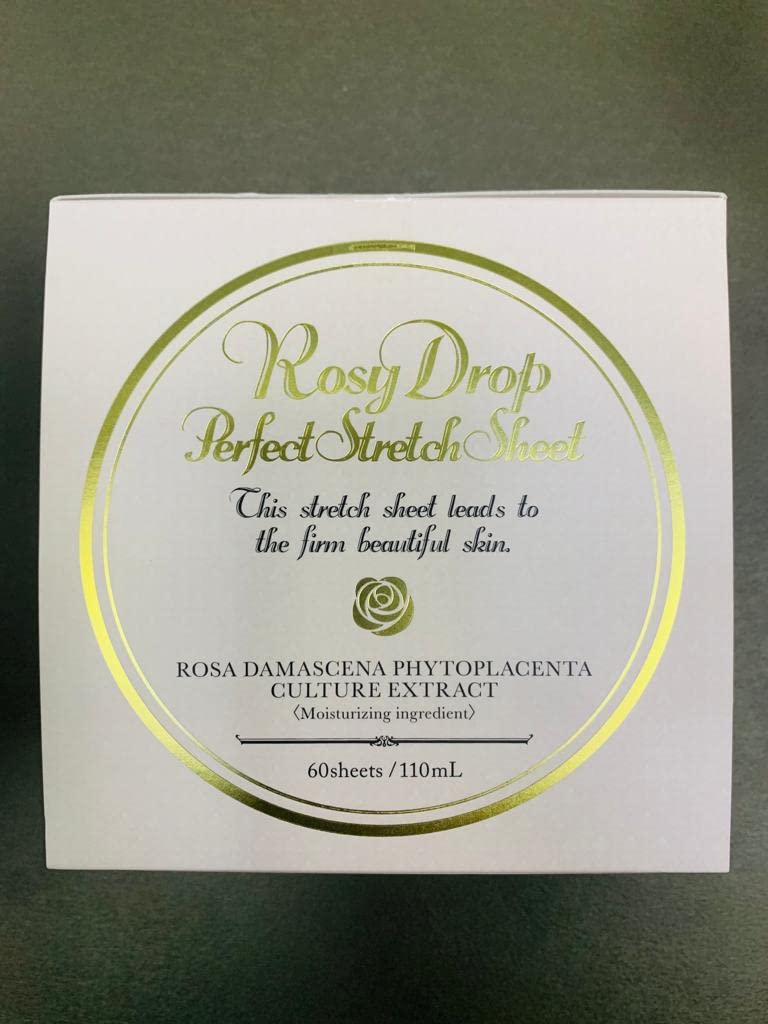 Rosy Drop
Perfect Stretch Sheet
This stretch sheet leads to
the firm beautiful skin.
ROSA DAMASCENA PHYTOPLACENTA
CULTURE EXTRACT
〈Moisturizing ingredient〉
60sheets / 110mL